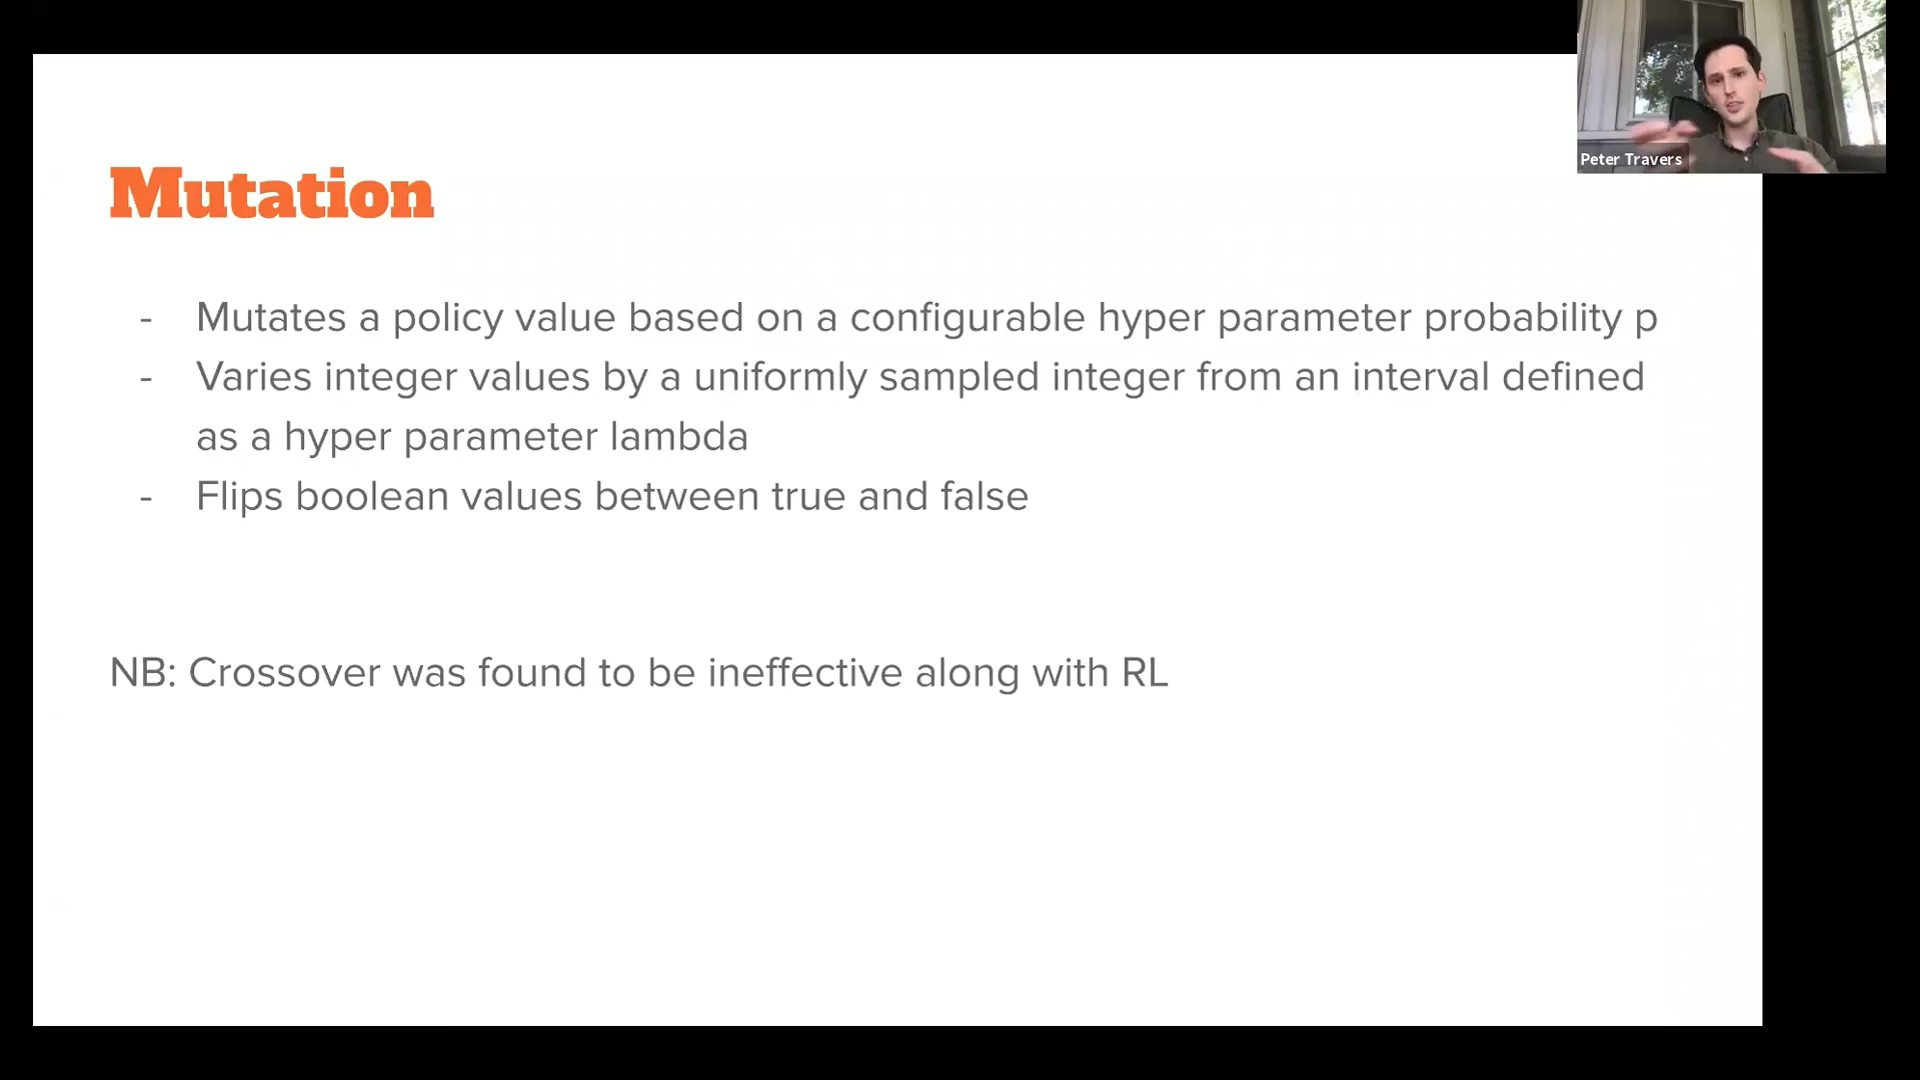 Peter Travers
Mutation
- Mutates a policy value based on a configurable hyper parameter probability p
- Varies integer values by a uniformly sampled integer from an interval defined
as a hyper parameter lambda
- Flips boolean values between true and false
NB: Crossover was found to be ineffective along with RL